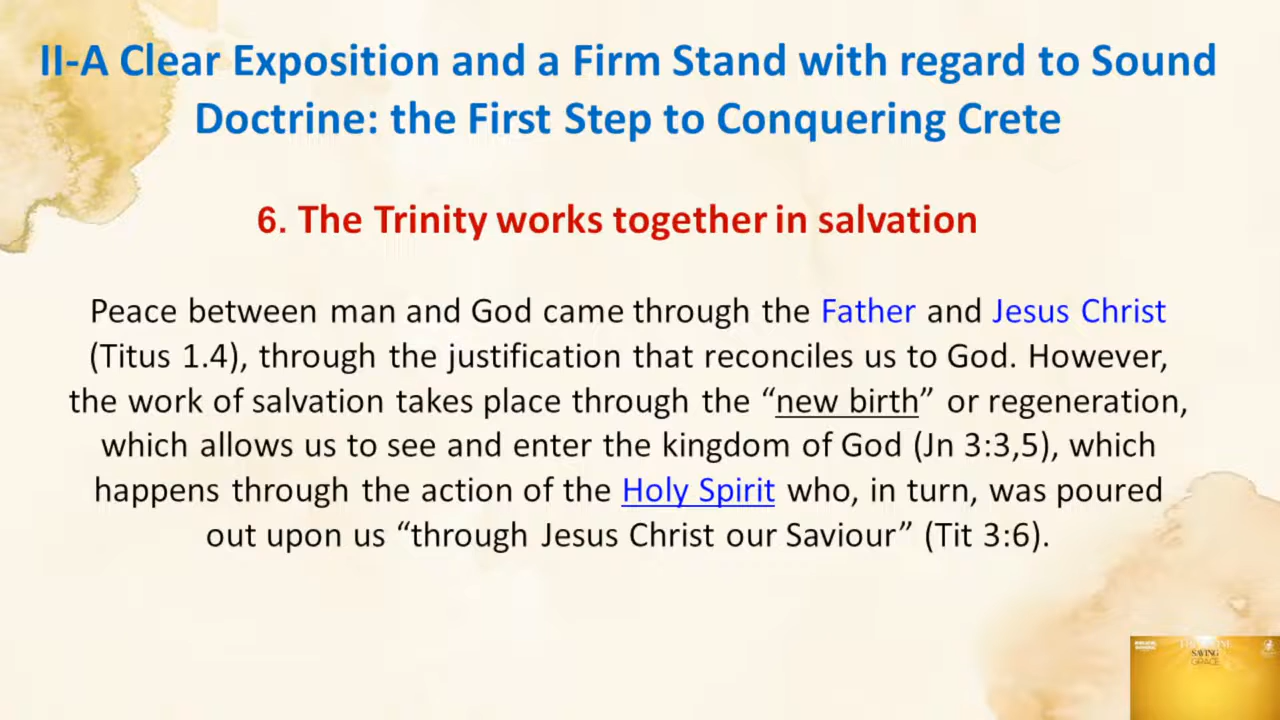 II-A Clear Exposition and a Firm Stand with regard to Sound
Doctrine: the First Step to Conquering Crete
6. The Trinity works together in salvation
Peace between man and God came through the Father and Jesus Christ
(Titus 1.4), through the justification that reconciles us to God. However,
the work of salvation takes place through the “new birth” or regeneration,
which allows us to see and enter the kingdom of God (Jn 3:3,5), which
happens through the action of the Holy Spirit who, in turn, was poured
out upon us “through Jesus Christ our Saviour” (Tit 3:6).
SAVING
GRACE